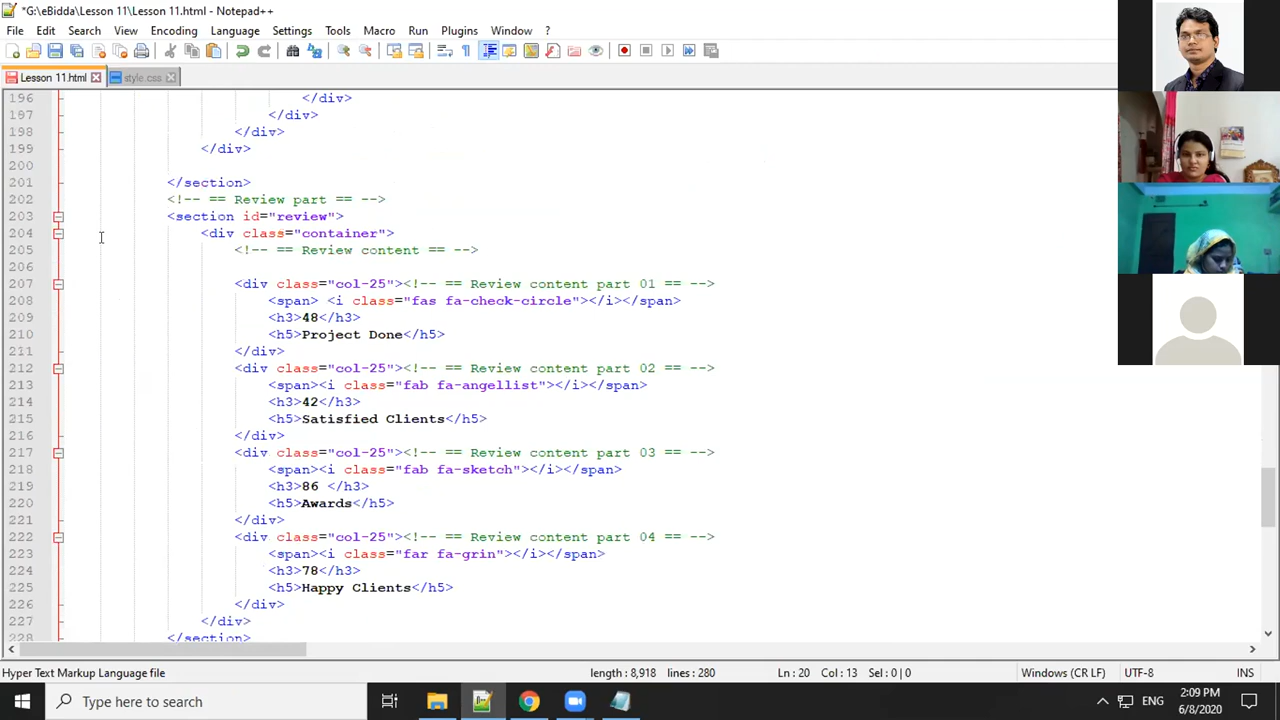 *G:\eBidda\Lesson 11\Lesson 11.html - Notepad++
File Edit Search View Encoding Language Settings Tools Macro Run Plugins Window ?
Lesson 11.html style.css
196 </div>
197 </div>
198 </div>
199 </div>
200
201 </section>
202 <!-- == Review part == -->
203 <section id="review">
204 <div class="container">
205 <!-- == Review content == -->
206
207 <div class="col-25"><!-- == Review content part 01 == -->
208 <span> <i class="fas fa-check-circle"></i></span>
209 <h3>48</h3>
210 <h5>Project Done</h5>
211 </div>
212 <div class="col-25"><!-- == Review content part 02 == -->
213 <span><i class="fab fa-angellist"></i></span>
214 <h3>42</h3>
215 <h5>Satisfied Clients</h5>
216 </div>
217 <div class="col-25"><!-- == Review content part 03 == -->
218 <span><i class="fab fa-sketch"></i></span>
219 <h3>86 </h3>
220 <h5>Awards</h5>
221 </div>
222 <div class="col-25"><!-- == Review content part 04 == -->
223 <span><i class="far fa-grin"></i></span>
224 <h3>78</h3>
225 <h5>Happy Clients</h5>
226 </div>
227 </div>
228 </section>
Hyper Text Markup Language file length : 8,918 lines : 280 Ln : 20 Col : 13 Sel : 0 | 0 Windows (CR LF) UTF-8 INS
Type here to search ENG 2:09 PM
6/8/2020